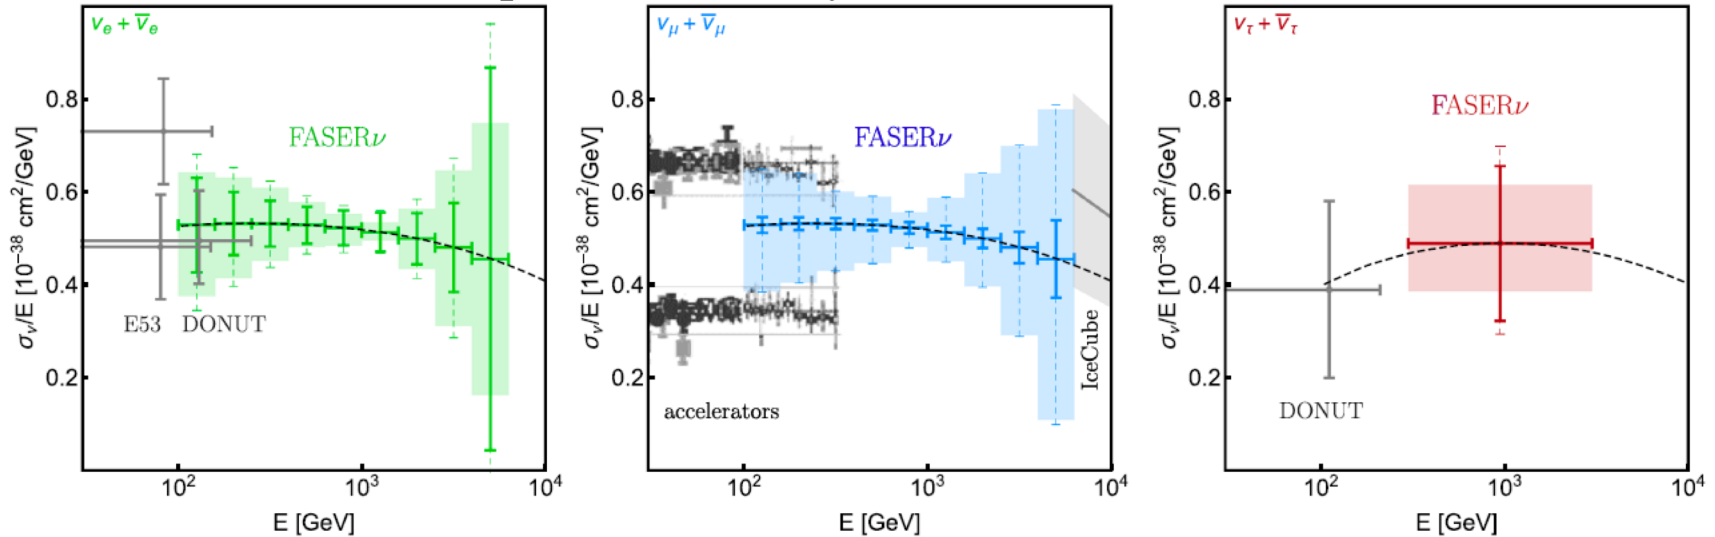 νe + ν̅e
0.8
0.6
0.4
0.2
σν/E [10⁻³⁸ cm²/GeV]
FASERν
E53
DONUT
10²
10³
10⁴
E [GeV]
νμ + ν̅μ
0.8
0.6
0.4
0.2
σν/E [10⁻³⁸ cm²/GeV]
FASERν
accelerators
IceCube
10²
10³
10⁴
E [GeV]
ντ + ν̅τ
0.8
0.6
0.4
0.2
σν/E [10⁻³⁸ cm²/GeV]
FASERν
DONUT
10²
10³
10⁴
E [GeV]